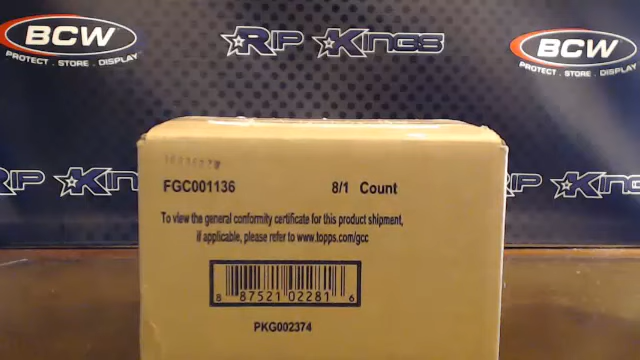 BCW
PROTECT . STORE . DISPLAY
RIP KINGS
BCW
PROTECT . STORE . DISPLAY
RIP KIN
RIP KINGS
FGC001136 8/1 Count
To view the general conformity certificate for this product shipment,
if applicable, please refer to www.topps.com/gcc
8 87521 02281 6
PKG002374